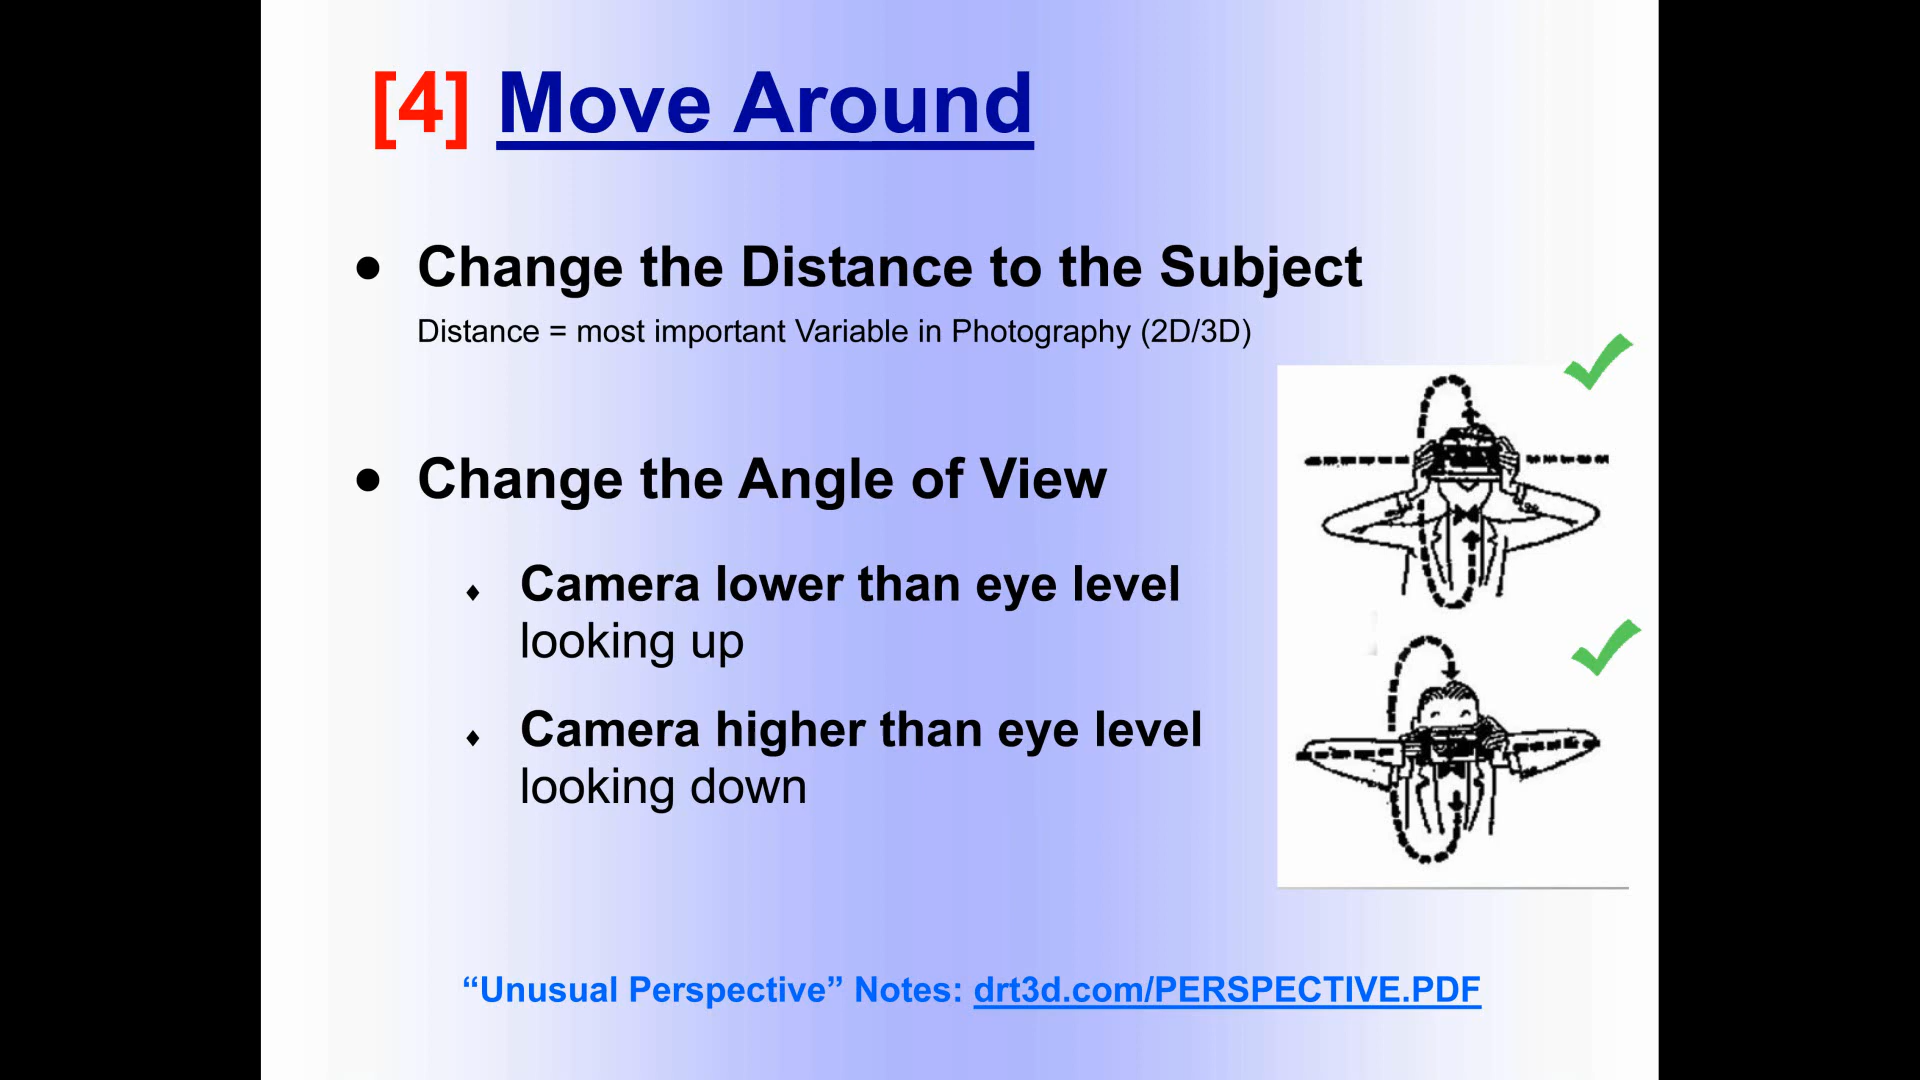 [4] Move Around
• Change the Distance to the Subject
Distance = most important Variable in Photography (2D/3D)
• Change the Angle of View
♦ Camera lower than eye level
looking up
♦ Camera higher than eye level
looking down
“Unusual Perspective” Notes: drt3d.com/PERSPECTIVE.PDF